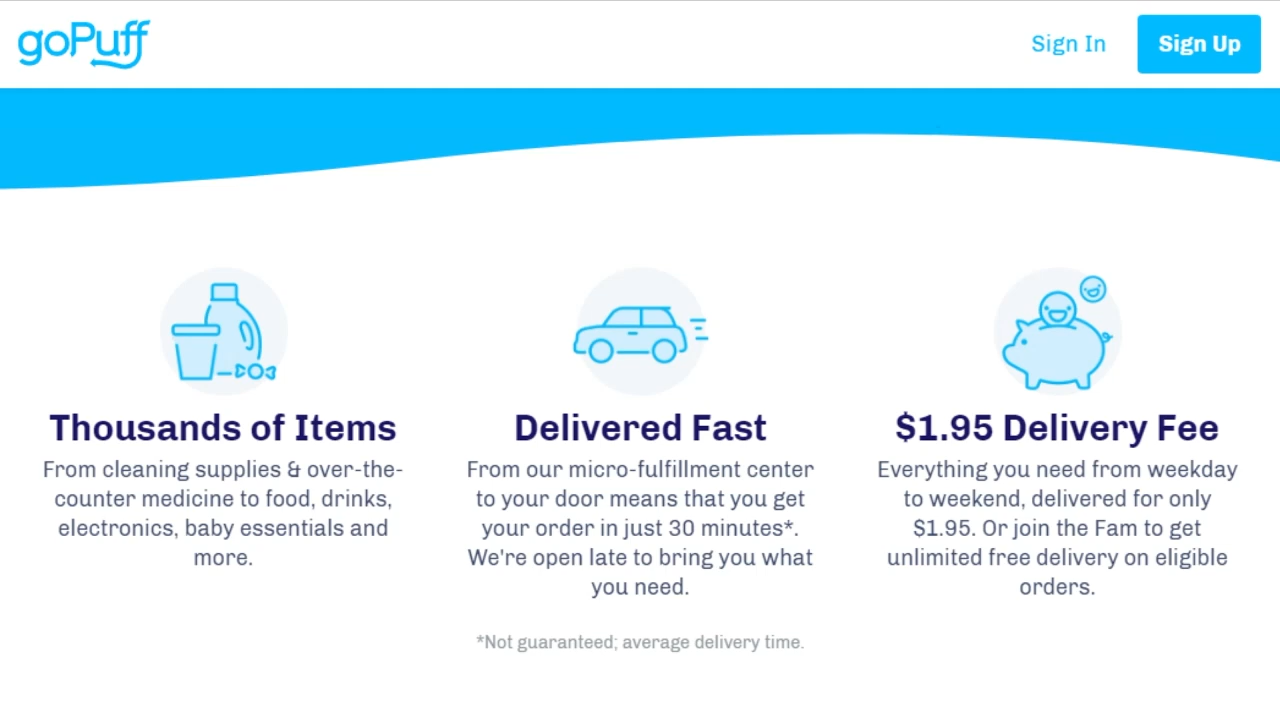 goPuff
Sign In
Sign Up
Thousands of Items
From cleaning supplies & over-the-
counter medicine to food, drinks,
electronics, baby essentials and
more.
Delivered Fast
From our micro-fulfillment center
to your door means that you get
your order in just 30 minutes*.
We're open late to bring you what
you need.
*Not guaranteed; average delivery time.
$1.95 Delivery Fee
Everything you need from weekday
to weekend, delivered for only
$1.95. Or join the Fam to get
unlimited free delivery on eligible
orders.